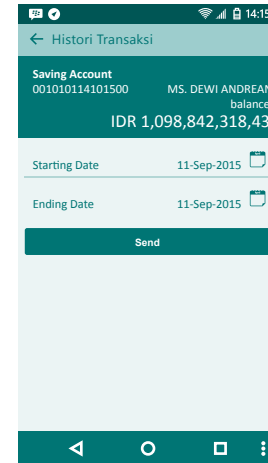 14:15
Histori Transaksi
Saving Account
001010114101500 MS. DEWI ANDREAN
balance
IDR 1,098,842,318,43
Starting Date 11-Sep-2015
Ending Date 11-Sep-2015
Send